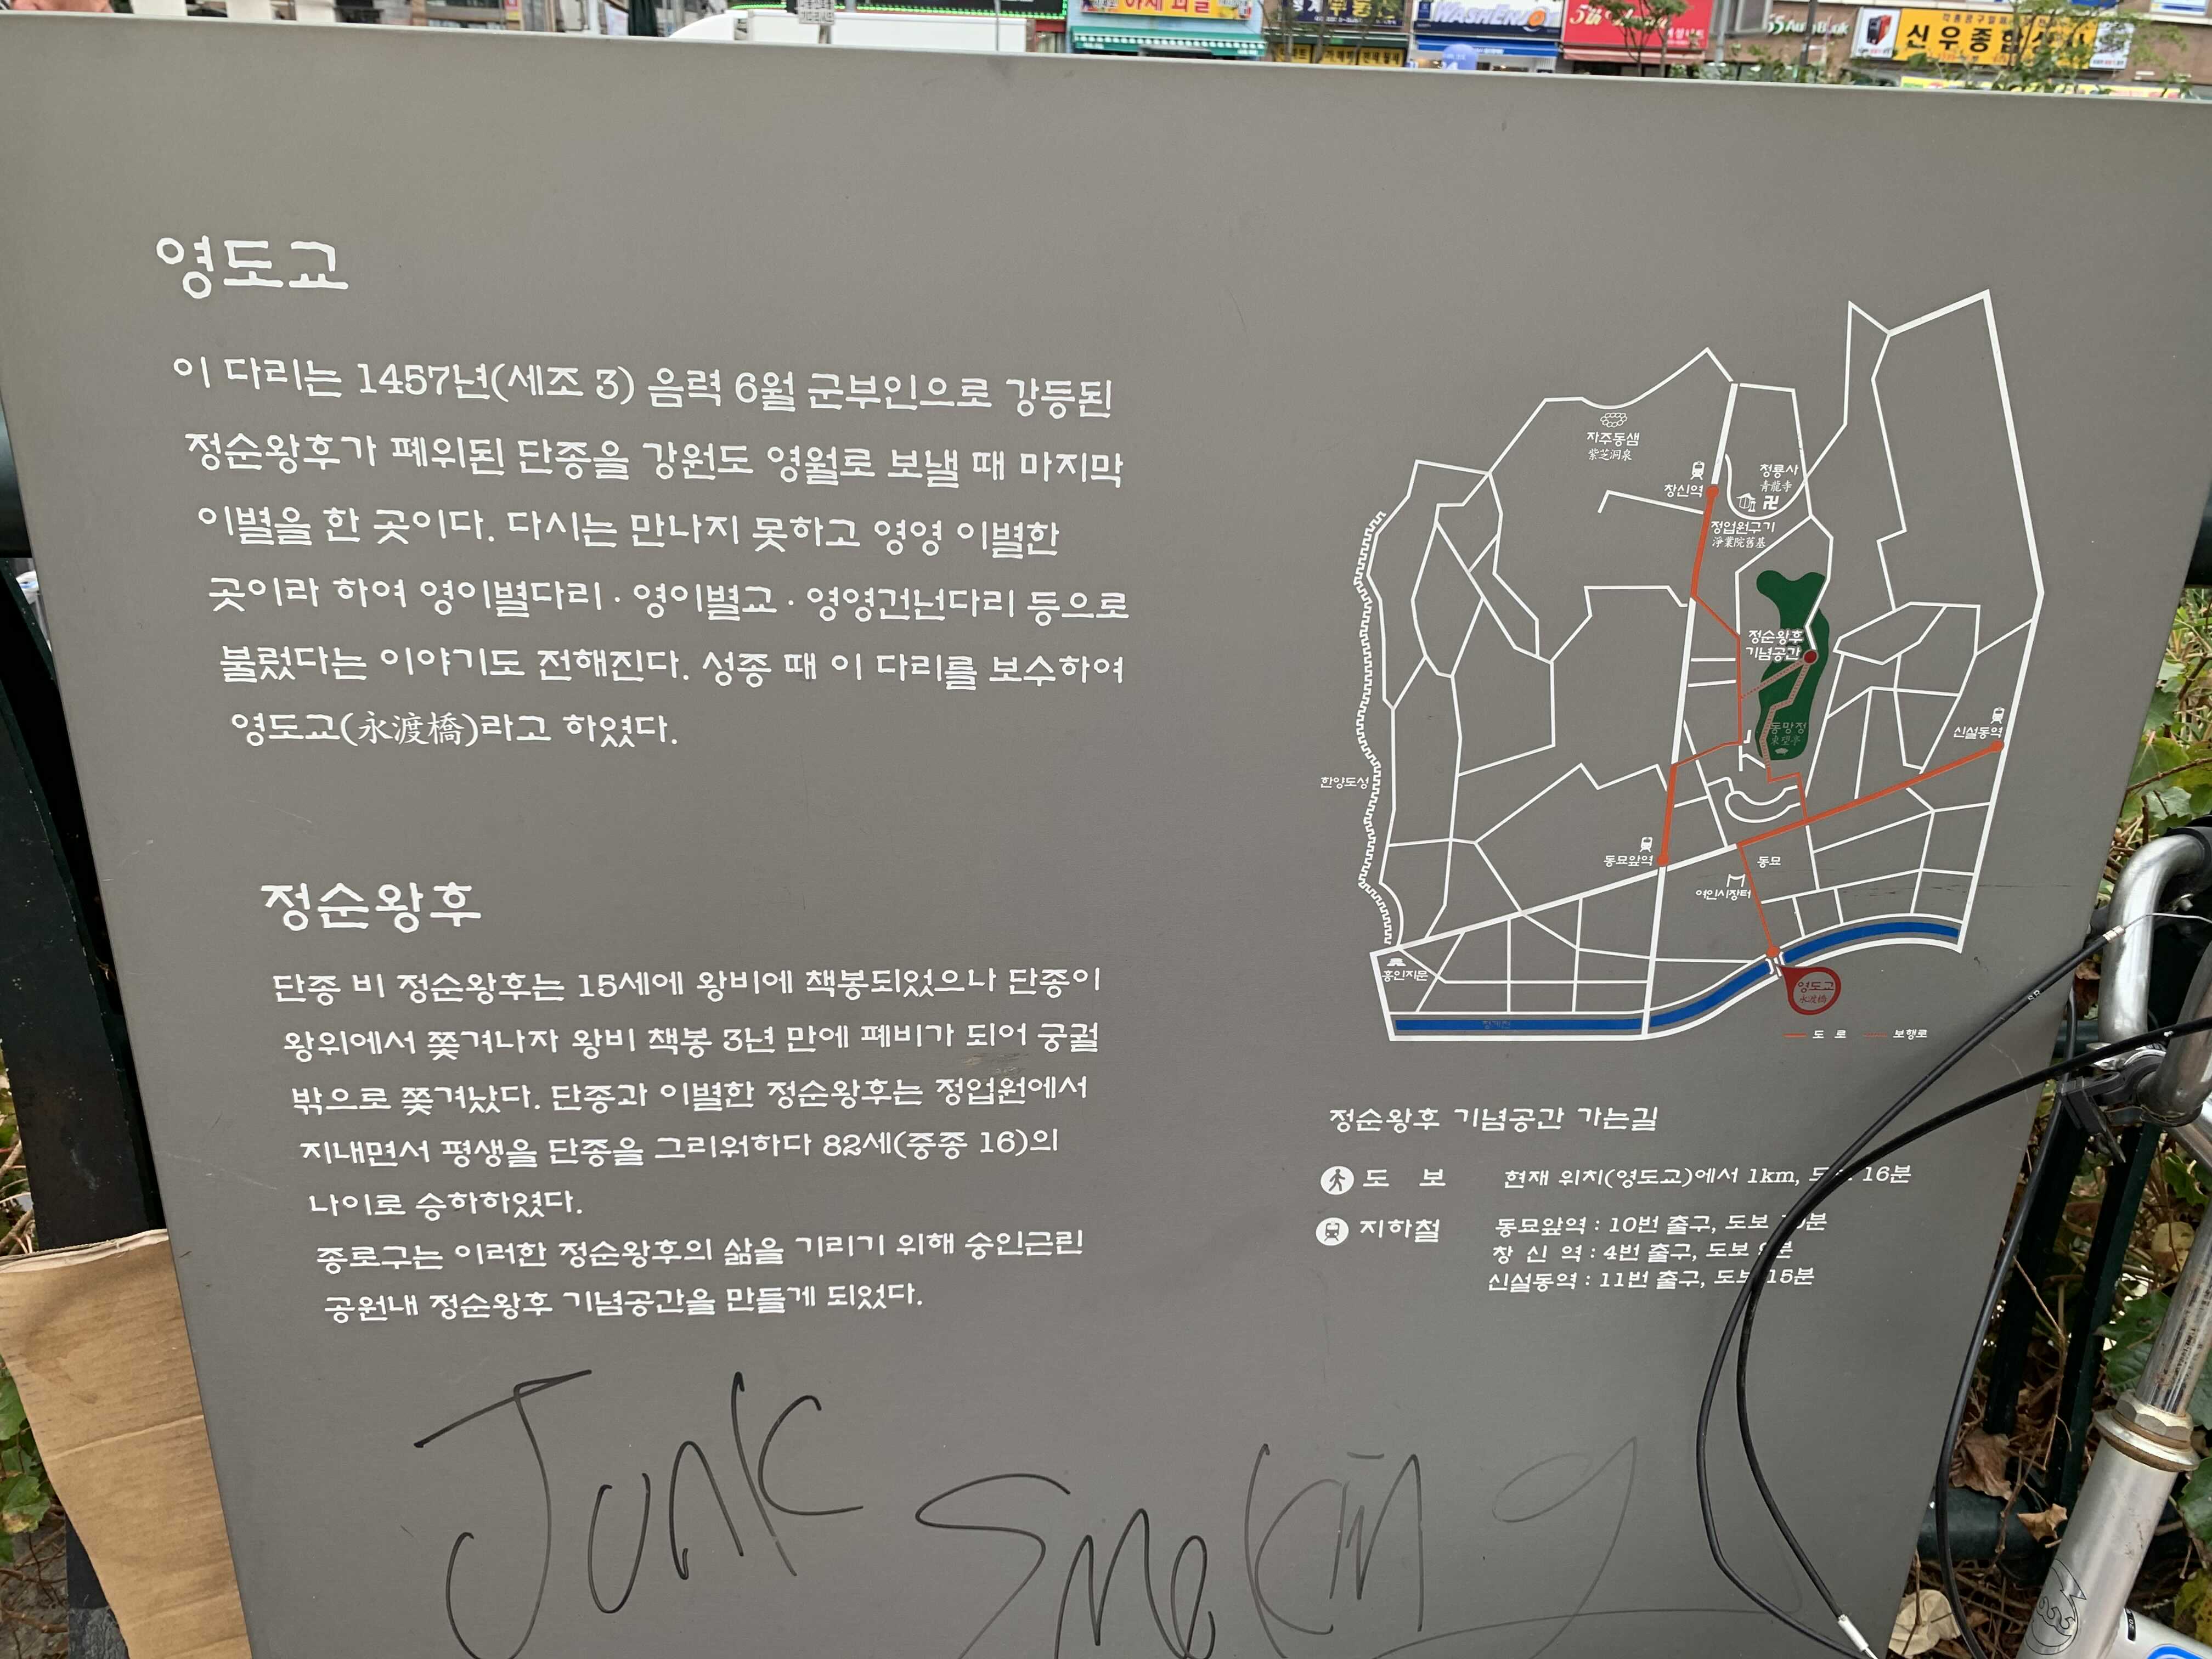 WASHENJOY
영도교
이 다리는 1457년(세조 3) 음력 6월 군부인으로 강등된
정순왕후가 폐위된 단종을 강원도 영월로 보낼 때 마지막
이별을 한 곳이다. 다시는 만나지 못하고 영영 이별한
곳이라 하여 영이별다리 · 영이별교 · 영영건넌다리 등으로
불렀다는 이야기도 전해진다. 성종 때 이 다리를 보수하여
영도교(永渡橋)라고 하였다.
정순왕후
단종 비 정순왕후는 15세에 왕비에 책봉되었으나 단종이
왕위에서 쫓겨나자 왕비 책봉 3년 만에 폐비가 되어 궁궐
밖으로 쫓겨났다. 단종과 이별한 정순왕후는 정업원에서
지내면서 평생을 단종을 그리워하다 82세(중종 16)의
나이로 승하하였다.
종로구는 이러한 정순왕후의 삶을 기리기 위해 숭인근린
공원내 정순왕후 기념공간을 만들게 되었다.
자주동샘
紫芝洞泉
창신역
청룡사
靑龍寺
정업원구기
淨業院舊基
정순왕후
기념공간
동망정
東望亭
신설동역
한양도성
동묘앞역
동묘
여인시장터
흥인지문
청계천
영도교
永渡橋
도 로
보행로
정순왕후 기념공간 가는길
도 보 현재 위치(영도교)에서 1km, 16분
지하철 동묘앞역 : 10번 출구, 도보
창 신 역 : 4번 출구, 도보
신설동역 : 11번 출구, 도보 15분
Junk Smoking